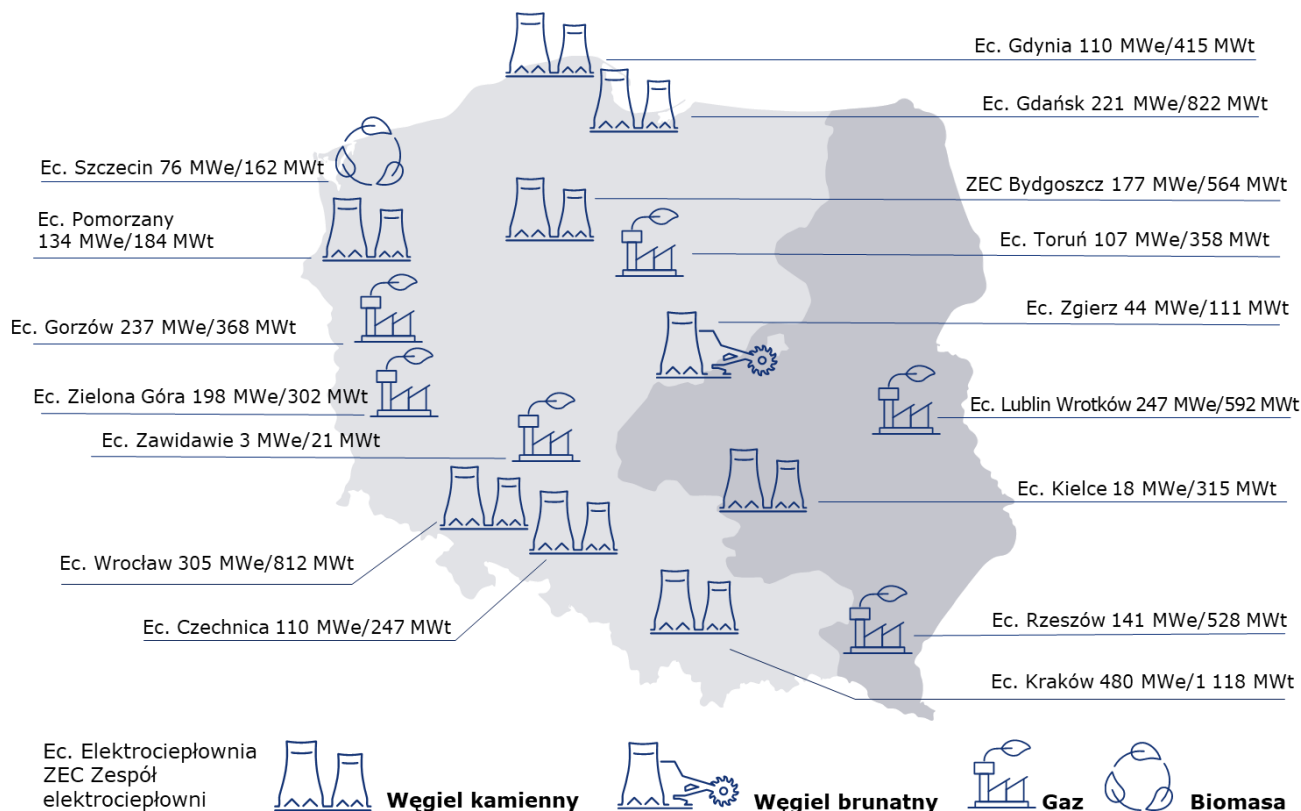 Ec. Gdynia 110 MWe/415 MWt
Ec. Gdańsk 221 MWe/822 MWt
Ec. Szczecin 76 MWe/162 MWt
ZEC Bydgoszcz 177 MWe/564 MWt
Ec. Pomorzany
134 MWe/184 MWt
Ec. Toruń 107 MWe/358 MWt
Ec. Zgierz 44 MWe/111 MWt
Ec. Gorzów 237 MWe/368 MWt
Ec. Zielona Góra 198 MWe/302 MWt
Ec. Lublin Wrotków 247 MWe/592 MWt
Ec. Zawidawie 3 MWe/21 MWt
Ec. Kielce 18 MWe/315 MWt
Ec. Wrocław 305 MWe/812 MWt
Ec. Czechnica 110 MWe/247 MWt
Ec. Rzeszów 141 MWe/528 MWt
Ec. Kraków 480 MWe/1 118 MWt
Ec. Elektrociepłownia
ZEC Zespół
elektrociepłowni
Węgiel kamienny
Węgiel brunatny
Gaz
Biomasa